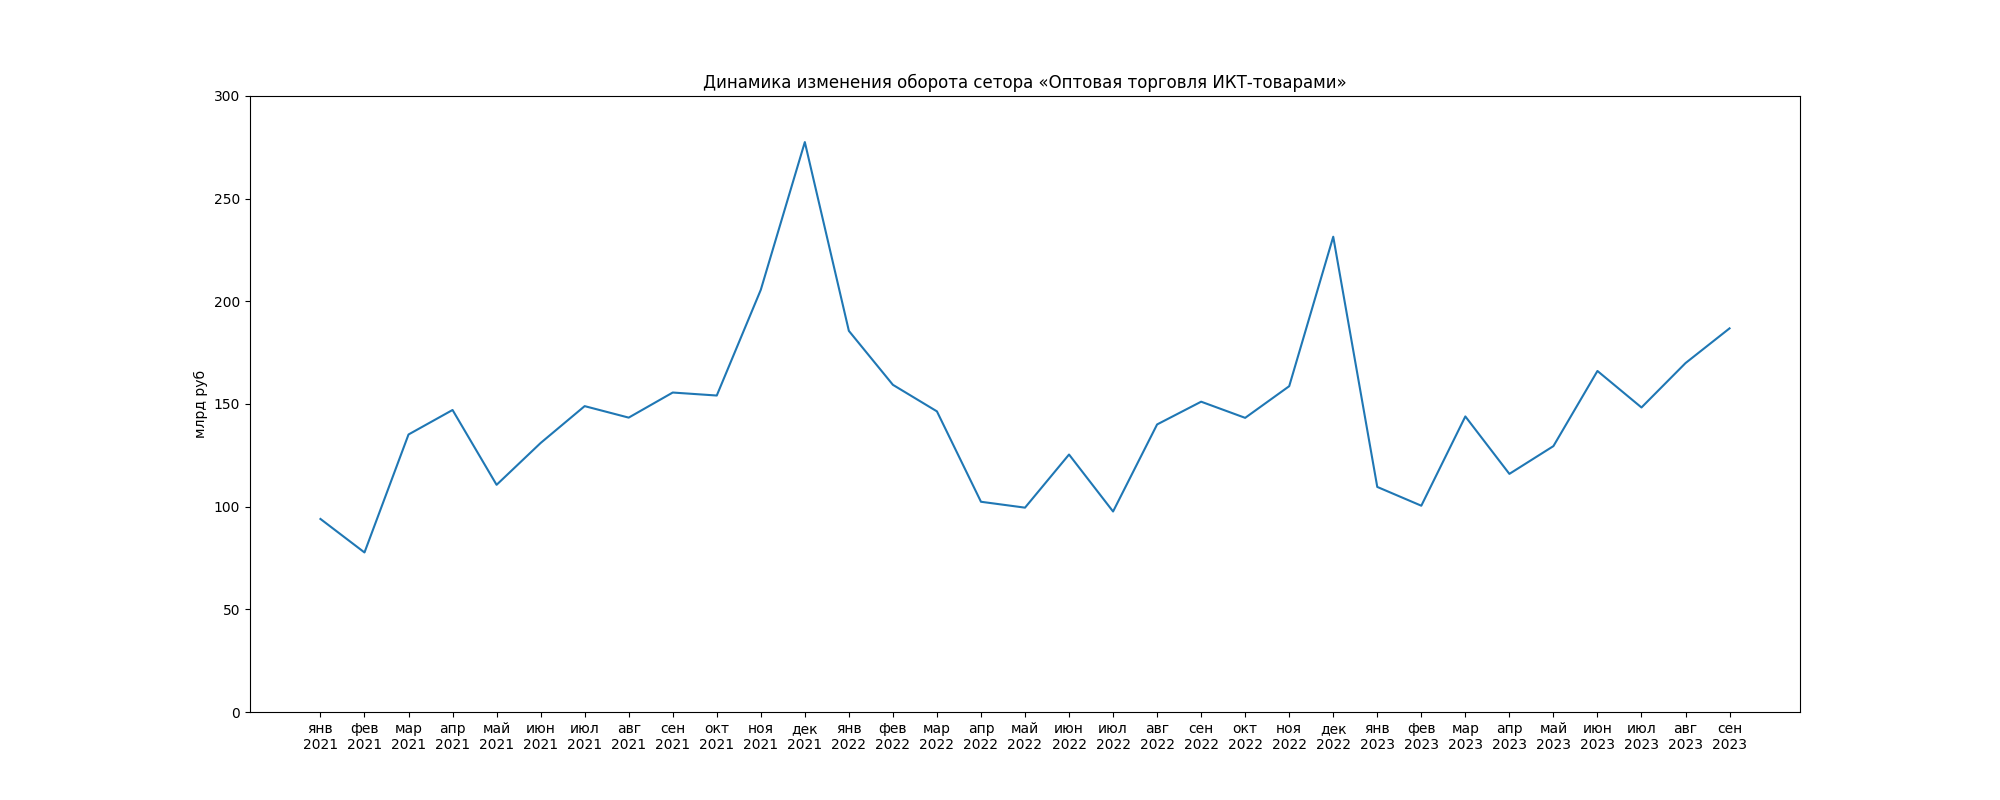 Динамика изменения оборота сетора «Оптовая торговля ИКТ-товарами»
300
250
200
150
100
50
0
млрд руб
янв фев мар апр май июн июл авг сен окт ноя дек янв фев мар апр май июн июл авг сен окт ноя дек янв фев мар апр май июн июл авг сен
2021 2021 2021 2021 2021 2021 2021 2021 2021 2021 2021 2021 2022 2022 2022 2022 2022 2022 2022 2022 2022 2022 2022 2022 2023 2023 2023 2023 2023 2023 2023 2023 2023